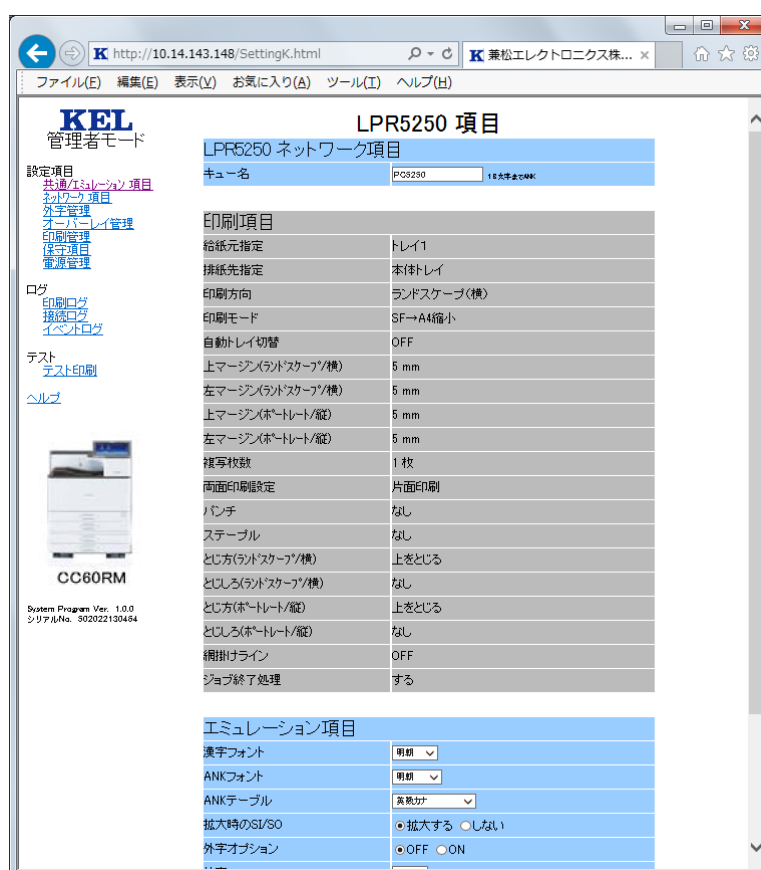 http://10.14.143.148/SettingK.html
兼松エレクトロニクス株...
ファイル(F) 編集(E) 表示(V) お気に入り(A) ツール(T) ヘルプ(H)
KEL
管理者モード
設定項目
共通/エミュレーション 項目
ネットワーク 項目
外字管理
オーバーレイ管理
印刷管理
保守項目
電源管理
ログ
印刷ログ
接続ログ
イベントログ
テスト
テスト印刷
ヘルプ
CC60RM
System Program Ver. 1.0.0
シリアルNo. 502022130454
LPR5250 項目
LPR5250 ネットワーク項目
キュー名 PC5250 16文字までANK
印刷項目
給紙元指定 トレイ1
排紙先指定 本体トレイ
印刷方向 ランドスケープ(横)
印刷モード SF→A4縮小
自動トレイ切替 OFF
上マージン(ランドスケープ/横) 5 mm
左マージン(ランドスケープ/横) 5 mm
上マージン(ポートレート/縦) 5 mm
左マージン(ポートレート/縦) 5 mm
複写枚数 1 枚
両面印刷設定 片面印刷
パンチ なし
ステープル なし
とじ方(ランドスケープ/横) 上をとじる
とじしろ(ランドスケープ/横) なし
とじ方(ポートレート/縦) 上をとじる
とじしろ(ポートレート/縦) なし
網掛けライン OFF
ジョブ終了処理 する
エミュレーション項目
漢字フォント 明朝
ANKフォント 明朝
ANKテーブル 英数カナ
拡大時のSI/SO 拡大する しない
外字オプション OFF ON